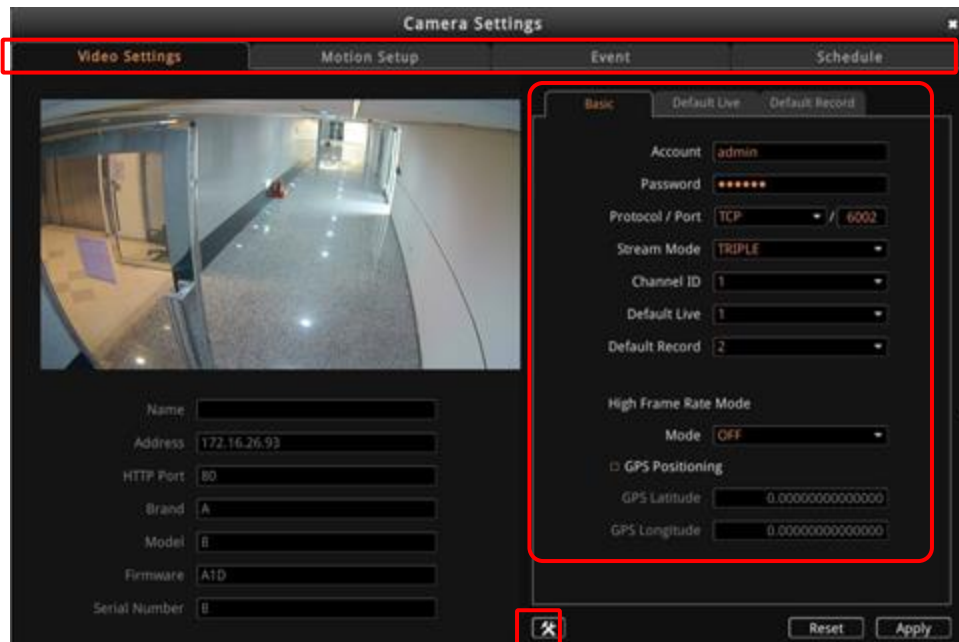 Camera Settings
Video Settings
Motion Setup
Event
Schedule
Basic
Default Live
Default Record
Account admin
Password ••••••
Protocol / Port TCP / 6002
Stream Mode TRIPLE
Channel ID 1
Default Live 1
Default Record 2
High Frame Rate Mode
Mode OFF
GPS Positioning
GPS Latitude 0.00000000000000
GPS Longitude 0.00000000000000
Name
Address 172.16.26.93
HTTP Port 80
Brand A
Model B
Firmware A1D
Serial Number B
Reset
Apply